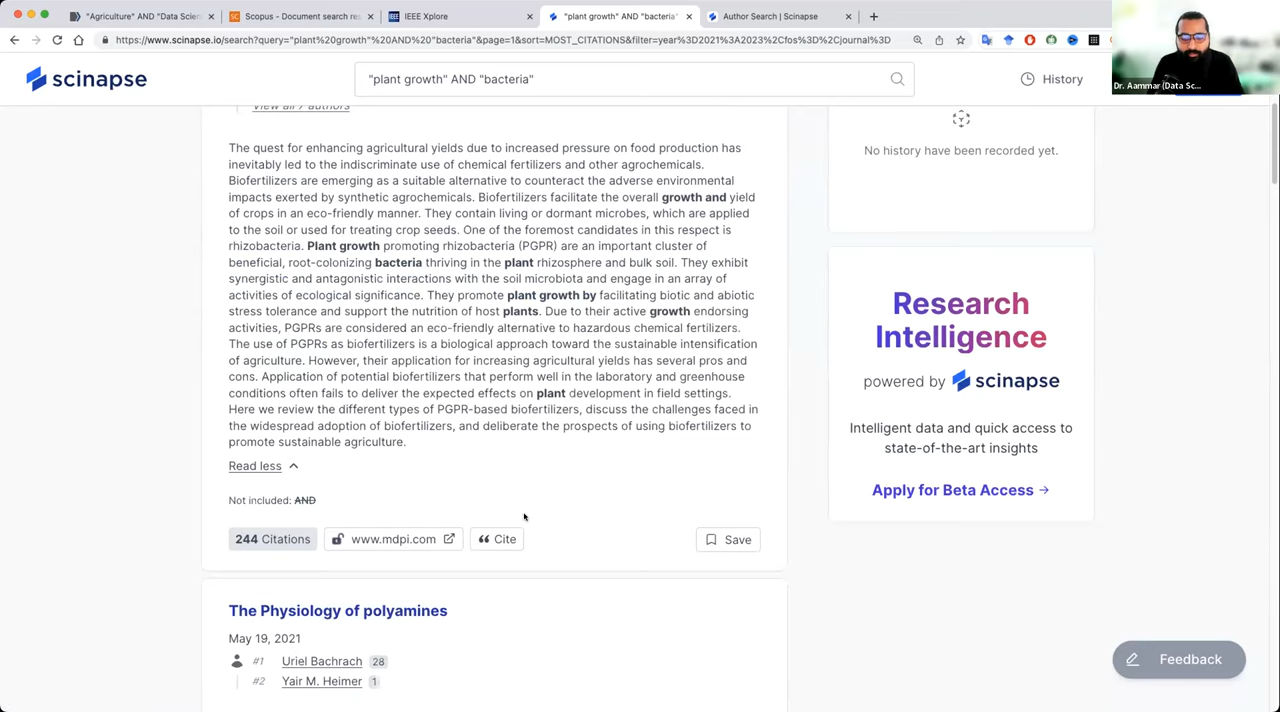 "Agriculture" AND "Data Scien
Scopus - Document search res
IEEE Xplore
"plant growth" AND "bacteria"
Author Search | Scinapse
https://www.scinapse.io/search?query="plant%20growth"%20AND%20"bacteria"&page=1&sort=MOST_CITATIONS&filter=year%3D2021%3A2023%2Cfos%3D%2Cjournal%3D
Dr. Aammar (Data Sc...
scinapse
"plant growth" AND "bacteria"
History
View all 7 authors
The quest for enhancing agricultural yields due to increased pressure on food production has
inevitably led to the indiscriminate use of chemical fertilizers and other agrochemicals.
Biofertilizers are emerging as a suitable alternative to counteract the adverse environmental
impacts exerted by synthetic agrochemicals. Biofertilizers facilitate the overall growth and yield
of crops in an eco-friendly manner. They contain living or dormant microbes, which are applied
to the soil or used for treating crop seeds. One of the foremost candidates in this respect is
rhizobacteria. Plant growth promoting rhizobacteria (PGPR) are an important cluster of
beneficial, root-colonizing bacteria thriving in the plant rhizosphere and bulk soil. They exhibit
synergistic and antagonistic interactions with the soil microbiota and engage in an array of
activities of ecological significance. They promote plant growth by facilitating biotic and abiotic
stress tolerance and support the nutrition of host plants. Due to their active growth endorsing
activities, PGPRs are considered an eco-friendly alternative to hazardous chemical fertilizers.
The use of PGPRs as biofertilizers is a biological approach toward the sustainable intensification
of agriculture. However, their application for increasing agricultural yields has several pros and
cons. Application of potential biofertilizers that perform well in the laboratory and greenhouse
conditions often fails to deliver the expected effects on plant development in field settings.
Here we review the different types of PGPR-based biofertilizers, discuss the challenges faced in
the widespread adoption of biofertilizers, and deliberate the prospects of using biofertilizers to
promote sustainable agriculture.
Read less
Not included: AND
244 Citations
www.mdpi.com
Cite
Save
The Physiology of polyamines
May 19, 2021
#1 Uriel Bachrach 28
#2 Yair M. Heimer 1
No history have been recorded yet.
Research
Intelligence
powered by scinapse
Intelligent data and quick access to
state-of-the-art insights
Apply for Beta Access →
Feedback